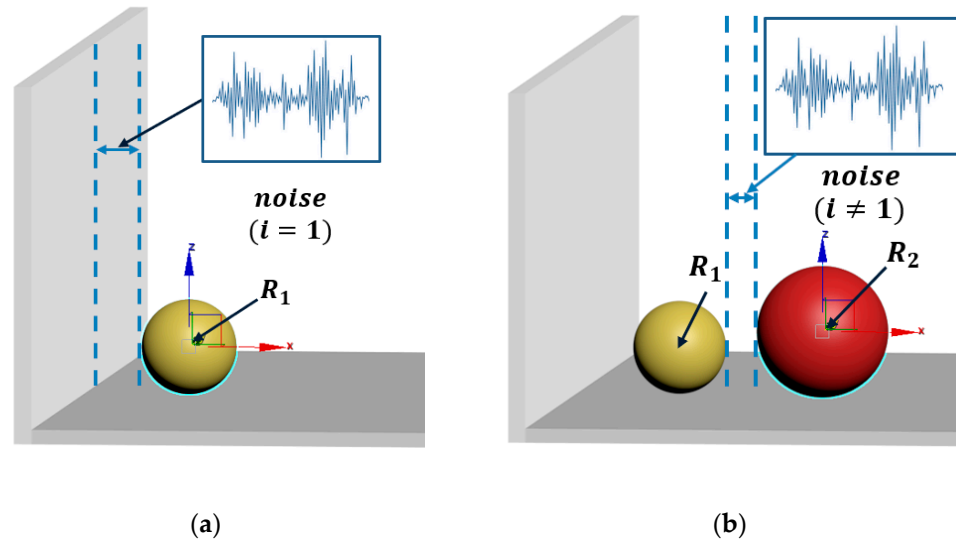 noise
(i = 1)
z
R₁
x
(a)
noise
(i ≠ 1)
z
R₁
R₂
x
(b)